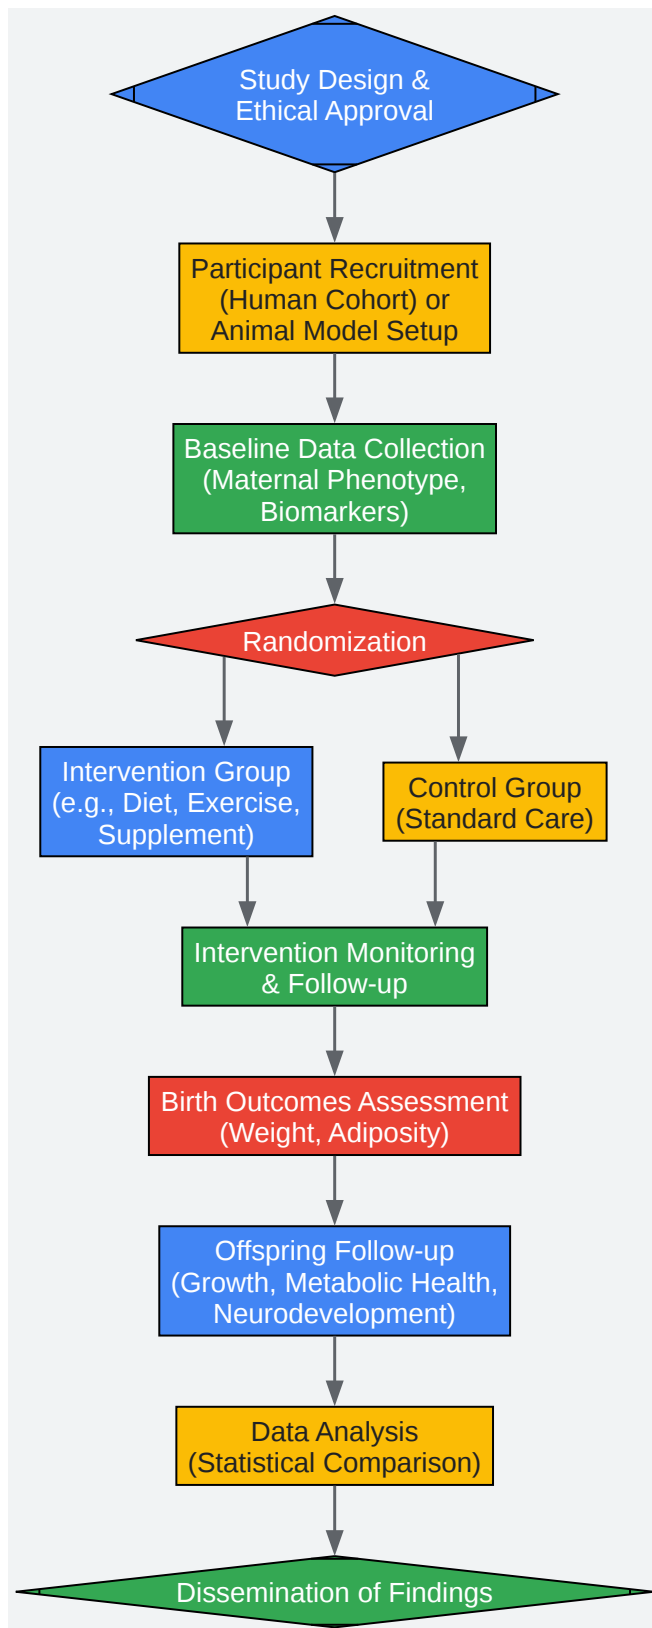 Study Design &
Ethical Approval
Participant Recruitment
(Human Cohort) or
Animal Model Setup
Baseline Data Collection
(Maternal Phenotype,
Biomarkers)
Randomization
Intervention Group
(e.g., Diet, Exercise,
Supplement)
Control Group
(Standard Care)
Intervention Monitoring
& Follow-up
Birth Outcomes Assessment
(Weight, Adiposity)
Offspring Follow-up
(Growth, Metabolic Health,
Neurodevelopment)
Data Analysis
(Statistical Comparison)
Dissemination of Findings